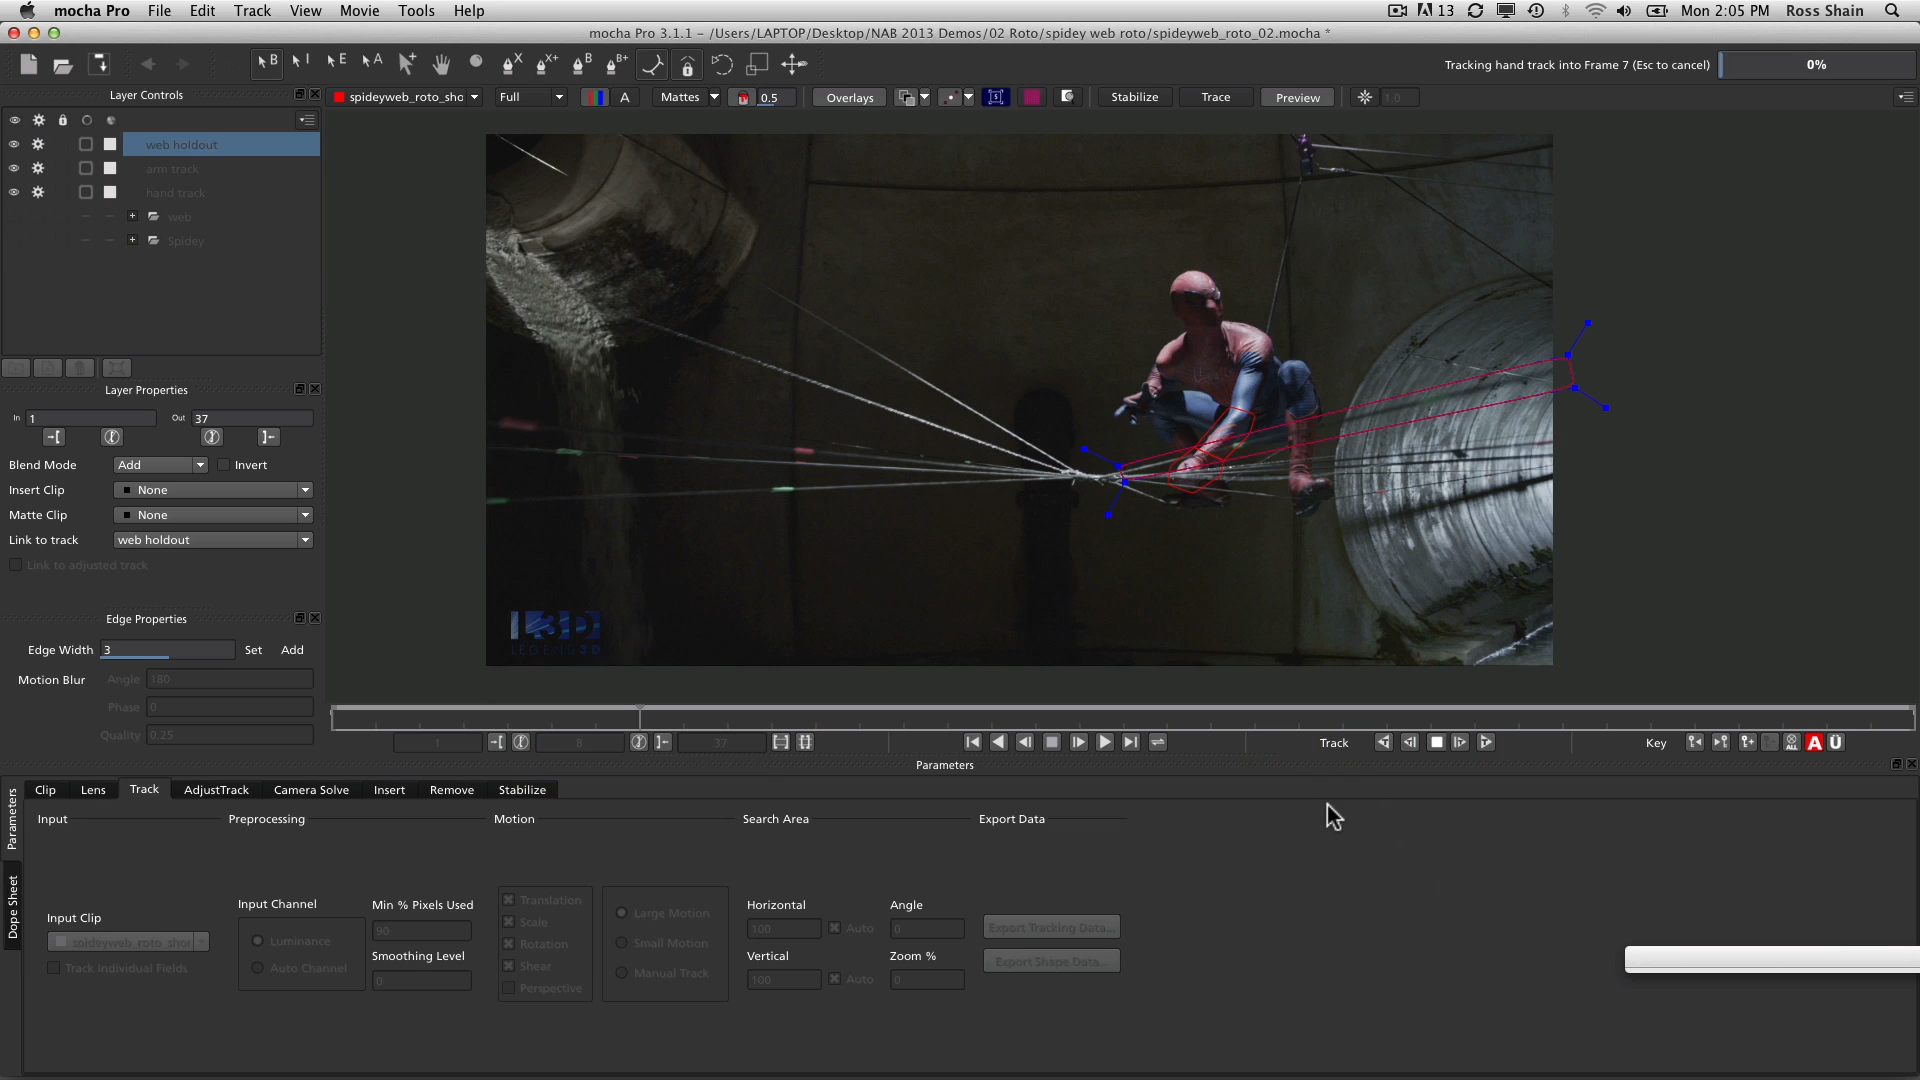 mocha Pro File Edit Track View Movie Tools Help 13 Mon 2:05 PM Ross Shain
mocha Pro 3.1.1 – /Users/LAPTOP/Desktop/NAB 2013 Demos/02 Roto/spidey web roto/spideyweb_roto_02.mocha *
B I E A X X+ B B+ Tracking hand track into Frame 7 (Esc to cancel) 0%
Layer Controls spideyweb_roto_sho Full A Mattes 0.5 Overlays Stabilize Trace Preview 1.0
web holdout
arm track
hand track
web
Spidey
Layer Properties
In 1 Out 37
Blend Mode Add Invert
Insert Clip None
Matte Clip None
Link to track web holdout
Link to adjusted track
Edge Properties
Edge Width 3 Set Add
Motion Blur Angle 180
Phase 0
Quality 0.25
L3D
LEGEND3D
1 8 37 Track Key ALL A Ü
Parameters
Clip Lens Track AdjustTrack Camera Solve Insert Remove Stabilize
Parameters
Dope Sheet
Input Preprocessing Motion Search Area Export Data
Input Clip
spideyweb_roto_sho
Track Individual Fields
Input Channel
Luminance
Auto Channel
Min % Pixels Used
90
Smoothing Level
0
Translation
Scale
Rotation
Shear
Perspective
Large Motion
Small Motion
Manual Track
Horizontal
100 Auto
Vertical
100 Auto
Angle
0
Zoom %
0
Export Tracking Data...
Export Shape Data...